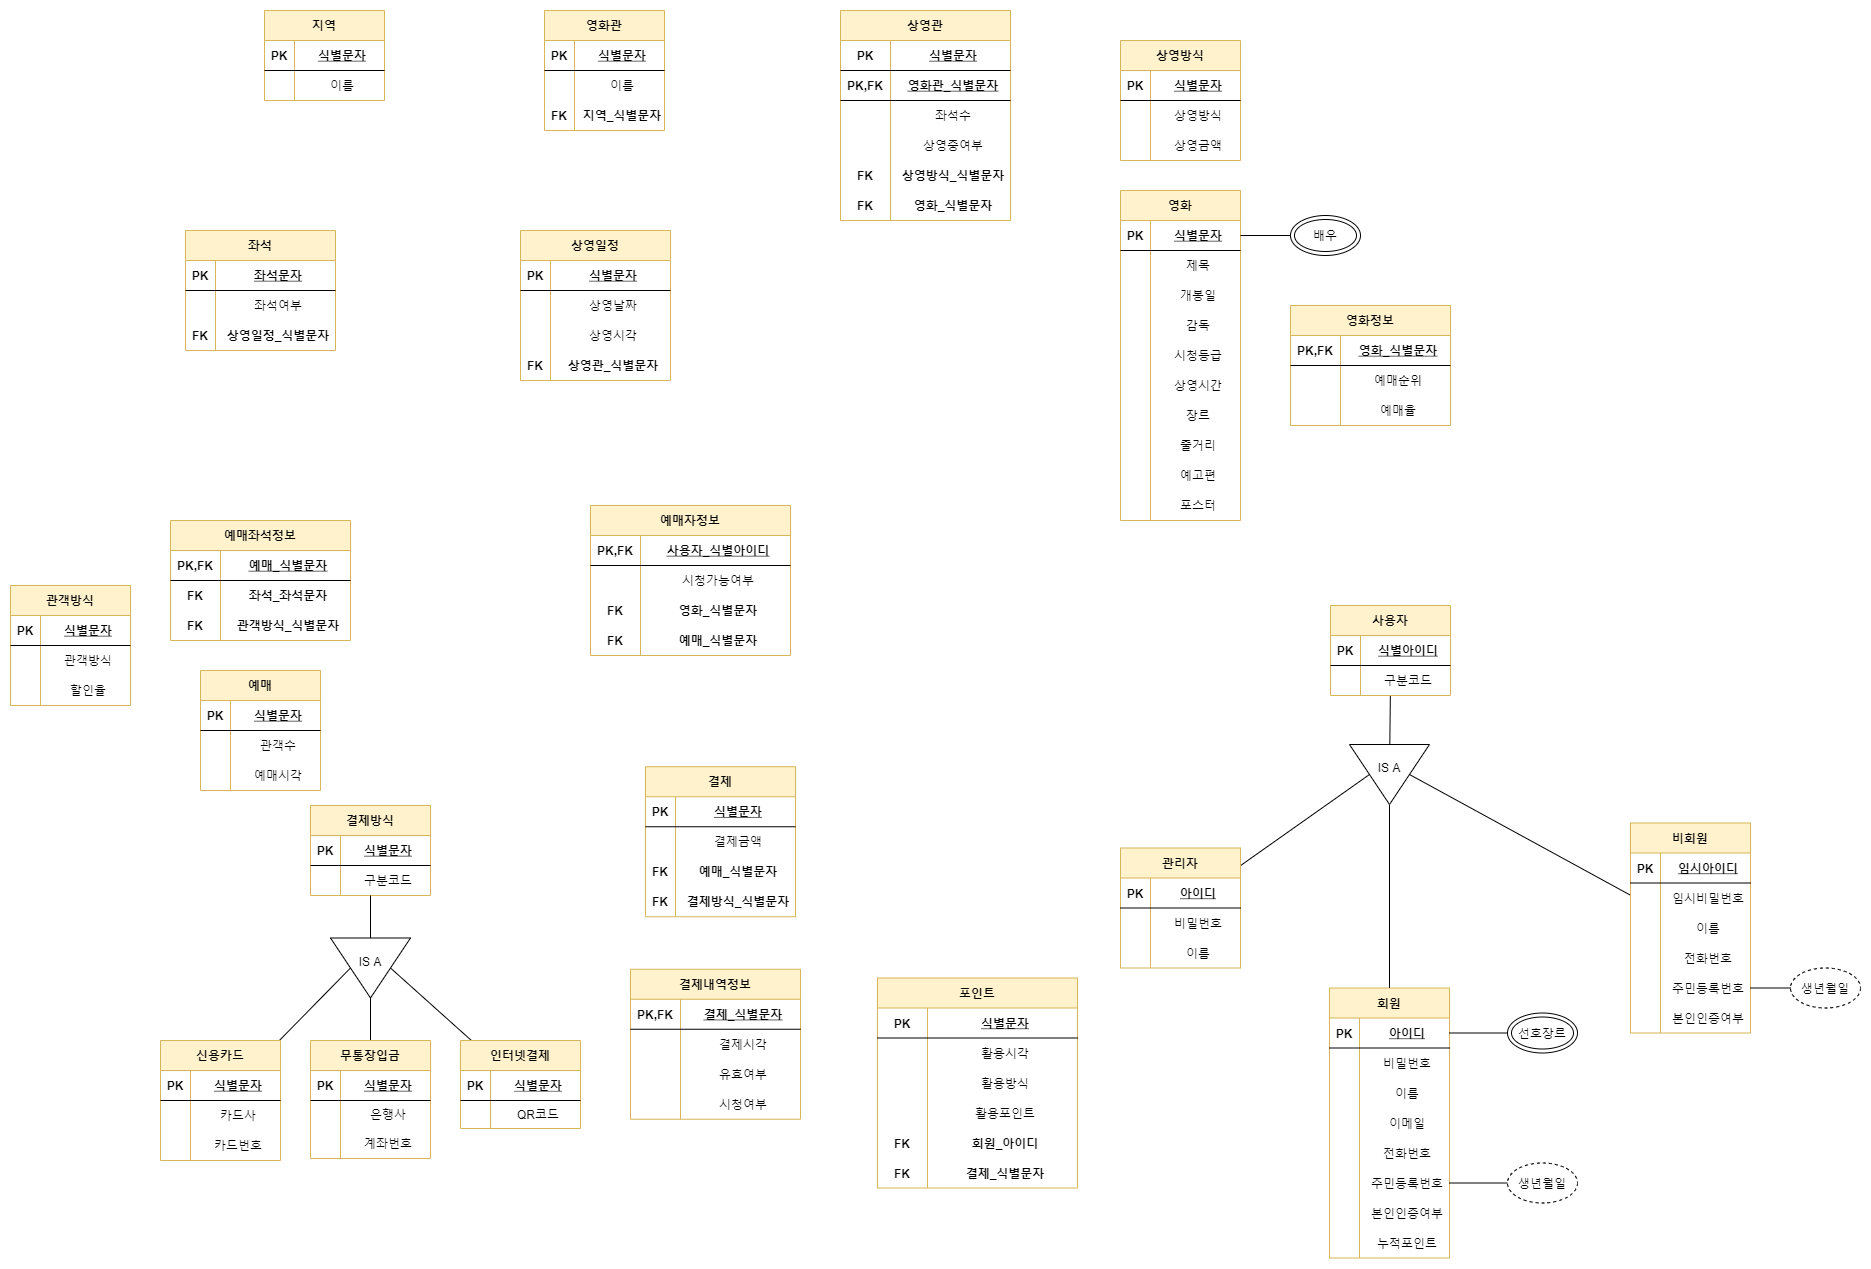 지역
PK 식별문자
이름
영화관
PK 식별문자
이름
FK 지역_식별문자
상영관
PK 식별문자
PK,FK 영화관_식별문자
좌석수
상영중여부
FK 상영방식_식별문자
FK 영화_식별문자
상영방식
PK 식별문자
상영방식
상영금액
영화
PK 식별문자
제목
개봉일
감독
시청등급
상영시간
장르
줄거리
예고편
포스터
배우
영화정보
PK,FK 영화_식별문자
예매순위
예매율
좌석
PK 좌석문자
좌석여부
FK 상영일정_식별문자
상영일정
PK 식별문자
상영날짜
상영시각
FK 상영관_식별문자
예매좌석정보
PK,FK 예매_식별문자
FK 좌석_좌석문자
FK 관객방식_식별문자
예매자정보
PK,FK 사용자_식별아이디
시청가능여부
FK 영화_식별문자
FK 예매_식별문자
관객방식
PK 식별문자
관객방식
할인율
예매
PK 식별문자
관객수
예매시각
사용자
PK 식별아이디
구분코드
IS A
결제방식
PK 식별문자
구분코드
IS A
결제
PK 식별문자
결제금액
FK 예매_식별문자
FK 결제방식_식별문자
관리자
PK 아이디
비밀번호
이름
비회원
PK 임시아이디
임시비밀번호
이름
전화번호
주민등록번호
본인인증여부
생년월일
신용카드
PK 식별문자
카드사
카드번호
무통장입금
PK 식별문자
은행사
계좌번호
인터넷결제
PK 식별문자
QR코드
결제내역정보
PK,FK 결제_식별문자
결제시각
유효여부
시청여부
포인트
PK 식별문자
활용시각
활용방식
활용포인트
FK 회원_아이디
FK 결제_식별문자
회원
PK 아이디
비밀번호
이름
이메일
전화번호
주민등록번호
본인인증여부
누적포인트
선호장르
생년월일